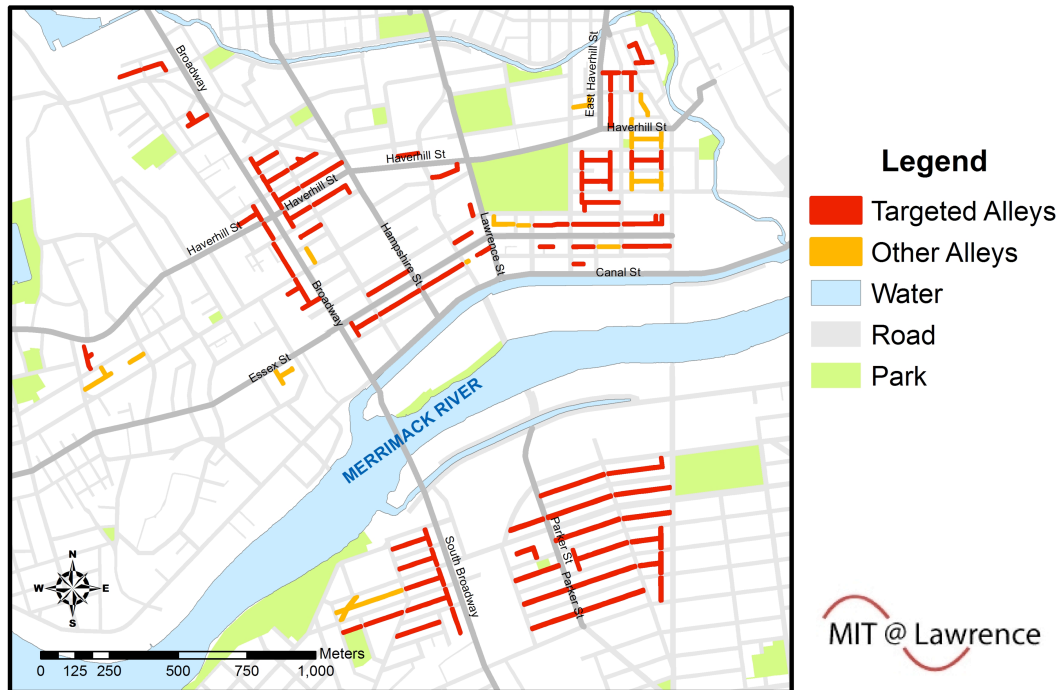 Broadway
East Haverhill St
Haverhill St
Haverhill St
Haverhill St
Haverhill St
Hampshire St
Lawrence St
Canal St
Broadway
Essex St
MERRIMACK RIVER
Parker St
Parker St
South Broadway
N
W E
S
Meters
0 125 250 500 750 1,000
Legend
Targeted Alleys
Other Alleys
Water
Road
Park
MIT @ Lawrence